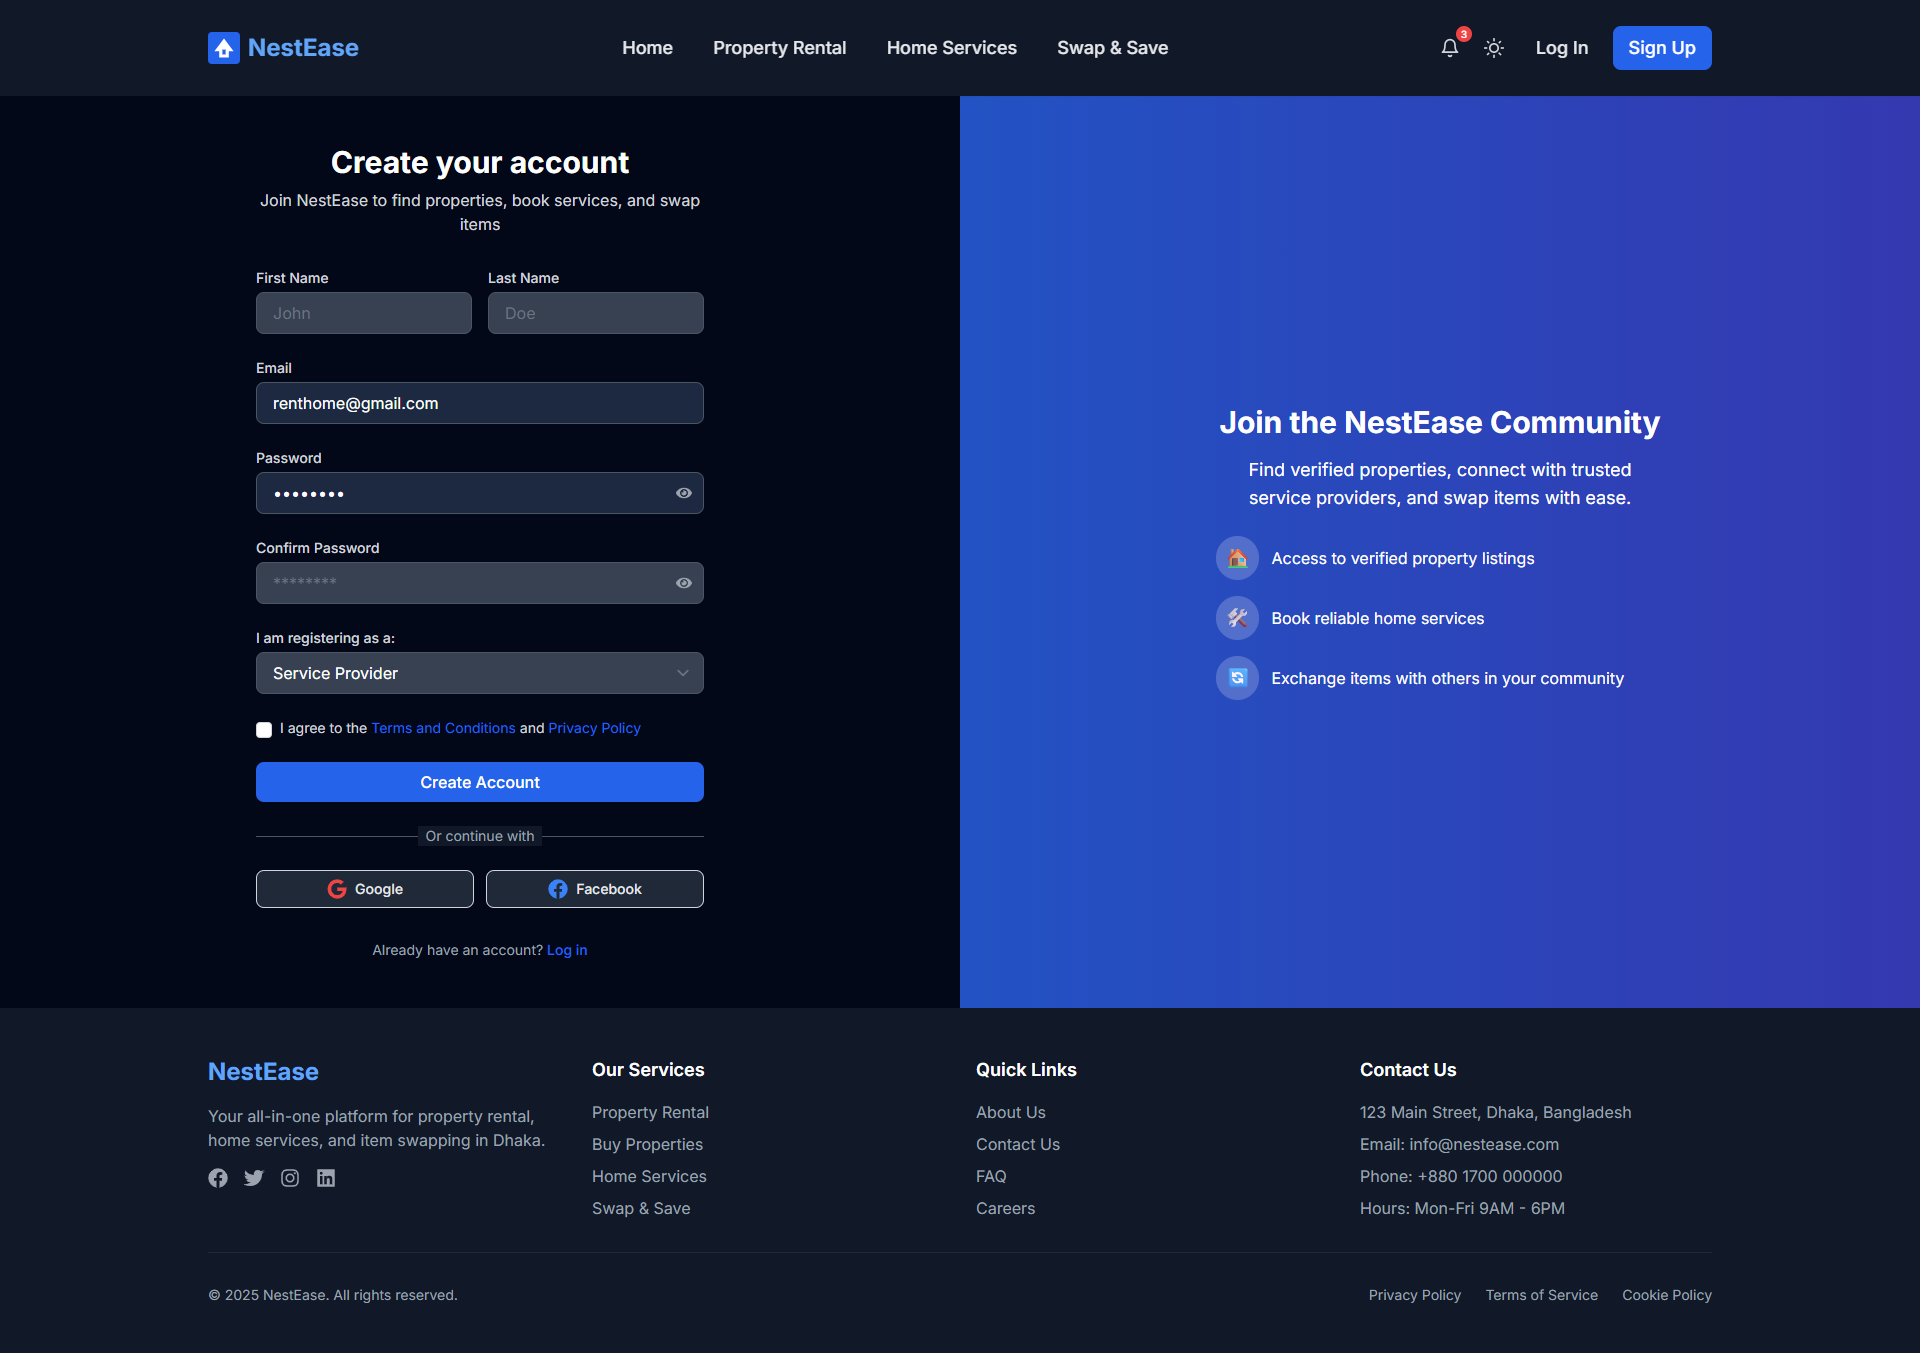 NestEase
Home
Property Rental
Home Services
Swap & Save
3
Log In
Sign Up
Create your account
Join NestEase to find properties, book services, and swap
items
First Name
Last Name
John
Doe
Email
renthome@gmail.com
Password
••••••••
Confirm Password
********
I am registering as a:
Service Provider
I agree to the Terms and Conditions and Privacy Policy
Create Account
Or continue with
Google
Facebook
Already have an account? Log in
Join the NestEase Community
Find verified properties, connect with trusted
service providers, and swap items with ease.
Access to verified property listings
Book reliable home services
Exchange items with others in your community
NestEase
Your all-in-one platform for property rental,
home services, and item swapping in Dhaka.
Our Services
Property Rental
Buy Properties
Home Services
Swap & Save
Quick Links
About Us
Contact Us
FAQ
Careers
Contact Us
123 Main Street, Dhaka, Bangladesh
Email: info@nestease.com
Phone: +880 1700 000000
Hours: Mon-Fri 9AM - 6PM
© 2025 NestEase. All rights reserved.
Privacy Policy
Terms of Service
Cookie Policy